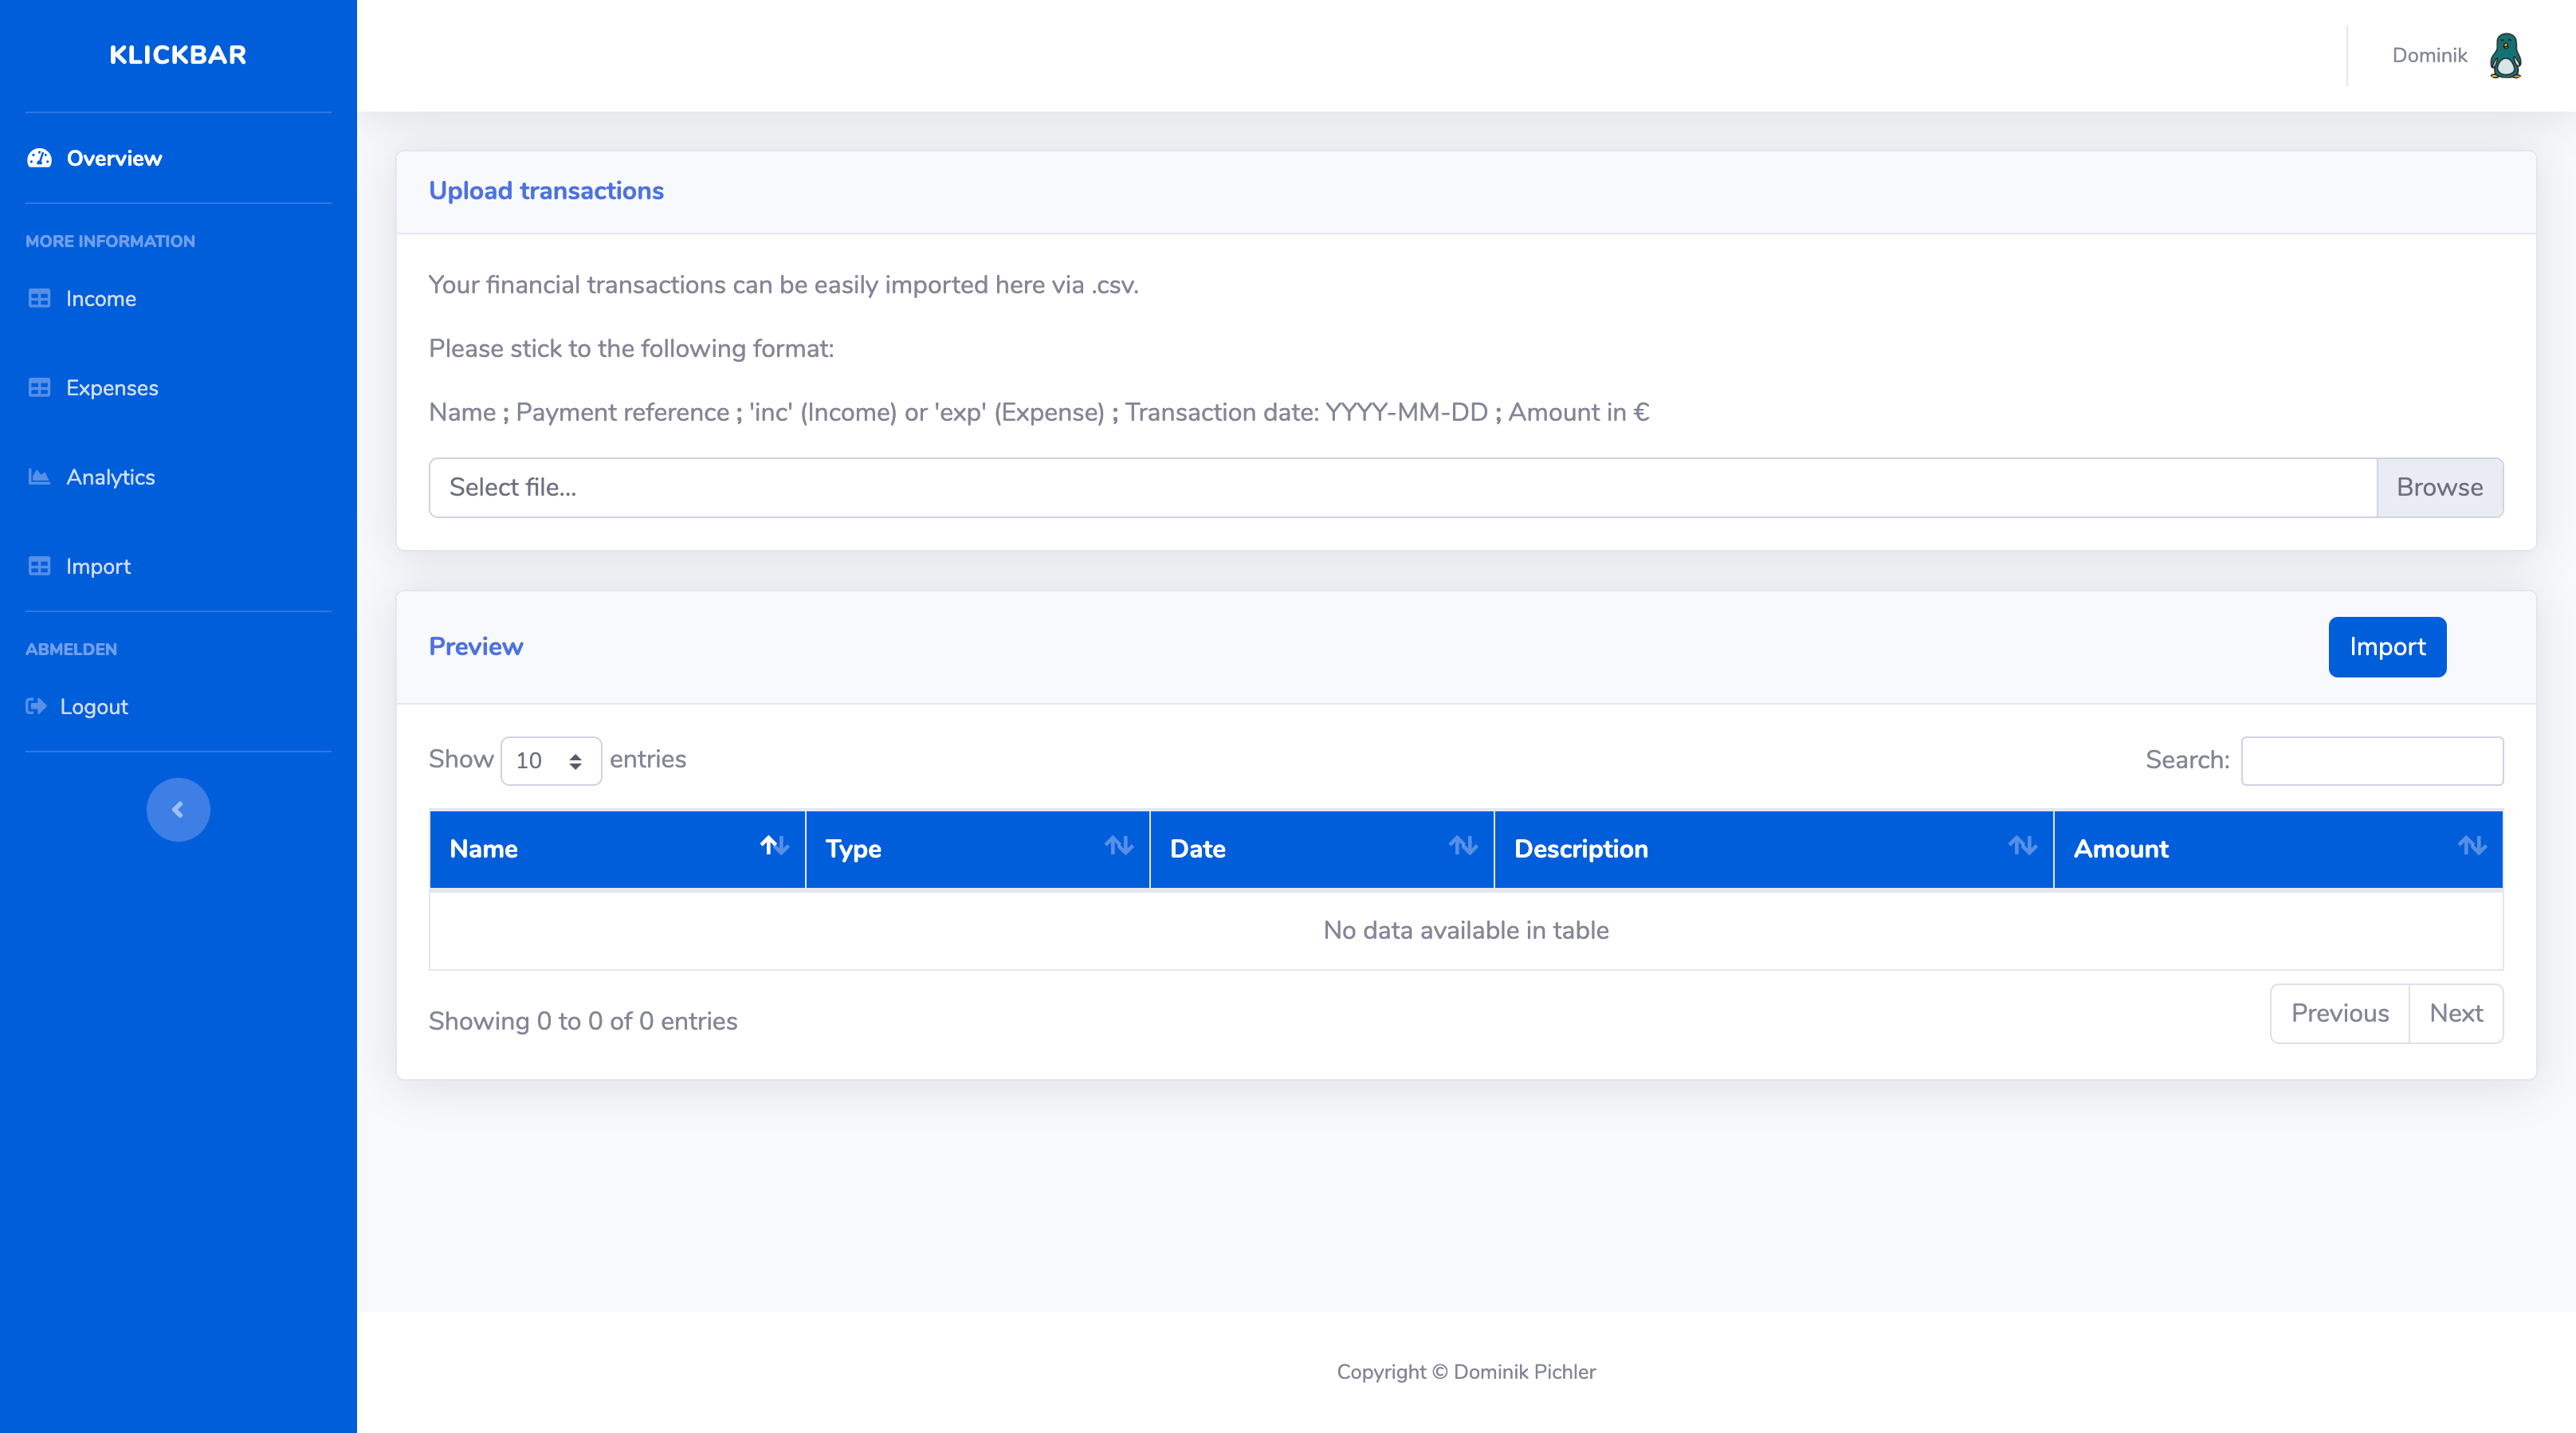 KLICKBAR
Dominik
Overview
MORE INFORMATION
Income
Expenses
Analytics
Import
ABMELDEN
Logout
Upload transactions
Your financial transactions can be easily imported here via .csv.
Please stick to the following format:
Name ; Payment reference ; 'inc' (Income) or 'exp' (Expense) ; Transaction date: YYYY-MM-DD ; Amount in €
Select file... Browse
Preview Import
Show 10 entries Search:
Name Type Date Description Amount
No data available in table
Showing 0 to 0 of 0 entries Previous Next
Copyright © Dominik Pichler